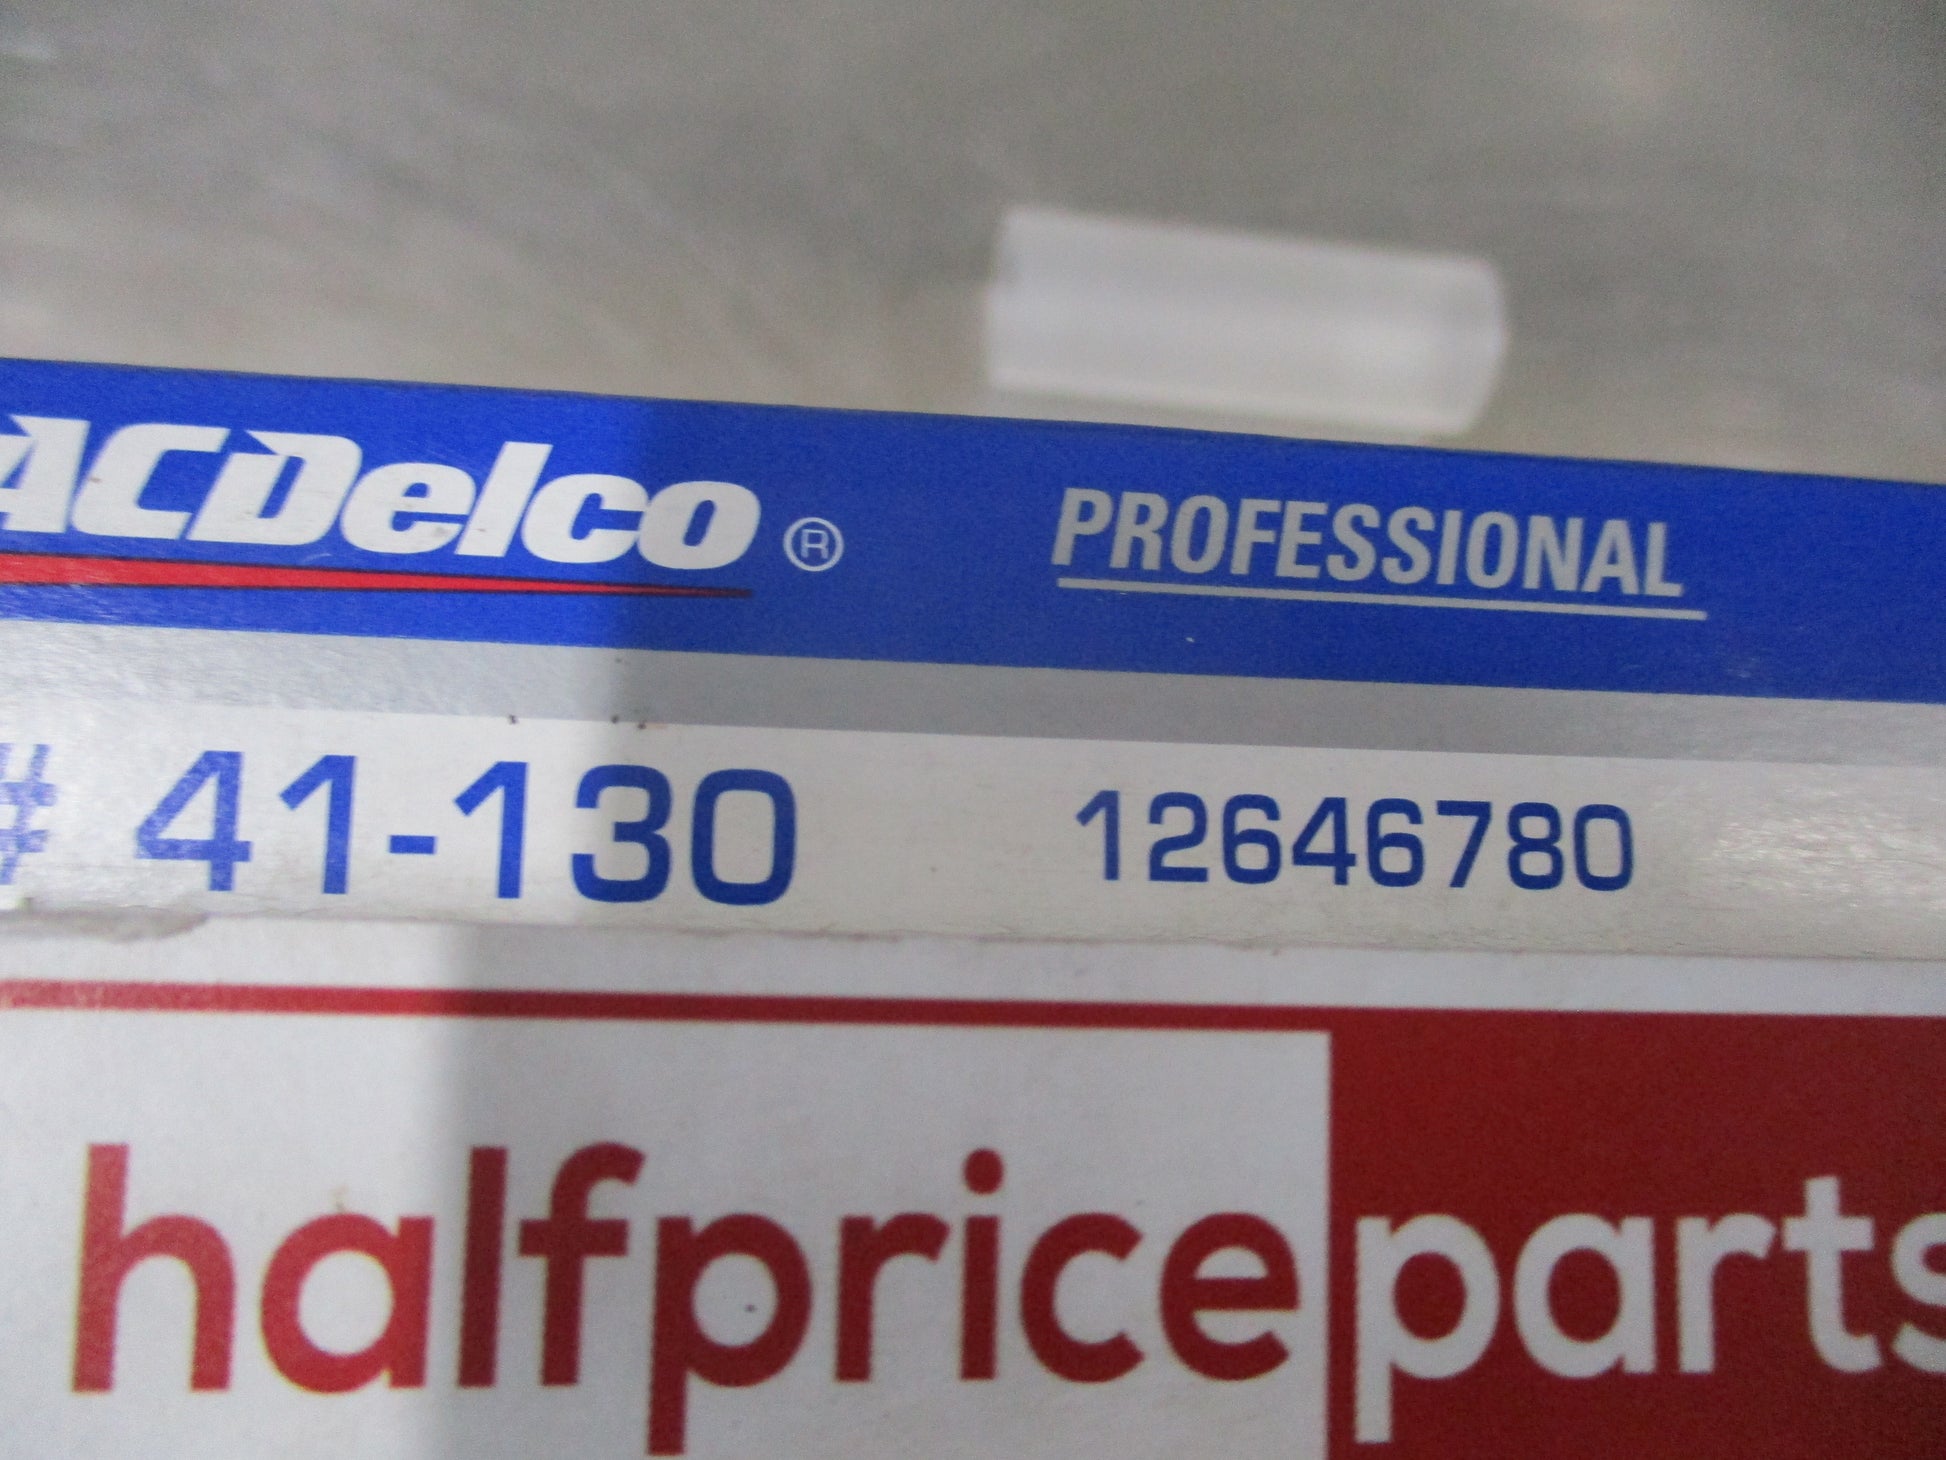 ACDelco® PROFESSIONAL
# 41-130 12646780
halfpriceparts